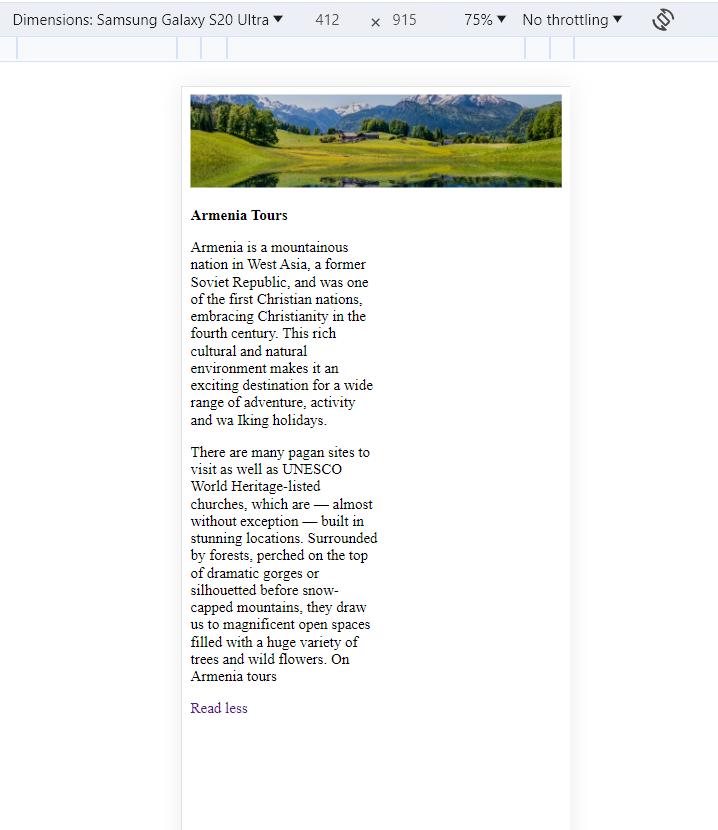 Dimensions: Samsung Galaxy S20 Ultra ▼ 412 × 915 75% ▼ No throttling ▼
Armenia Tours
Armenia is a mountainous
nation in West Asia, a former
Soviet Republic, and was one
of the first Christian nations,
embracing Christianity in the
fourth century. This rich
cultural and natural
environment makes it an
exciting destination for a wide
range of adventure, activity
and wa Iking holidays.
There are many pagan sites to
visit as well as UNESCO
World Heritage-listed
churches, which are — almost
without exception — built in
stunning locations. Surrounded
by forests, perched on the top
of dramatic gorges or
silhouetted before snow-
capped mountains, they draw
us to magnificent open spaces
filled with a huge variety of
trees and wild flowers. On
Armenia tours
Read less